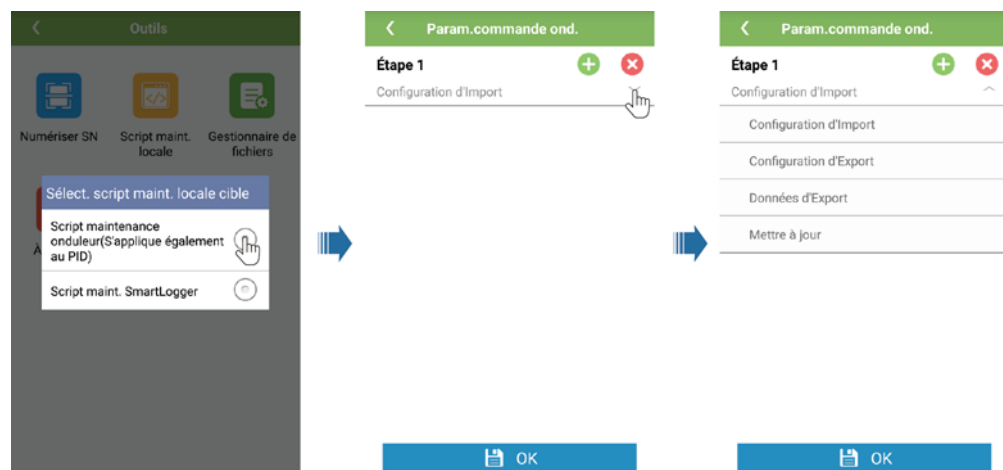 Outils
Numériser SN
Script maint.
locale
Gestionnaire de
fichiers
Sélect. script maint. locale cible
Script maintenance
onduleur(S'applique également
au PID)
Script maint. SmartLogger
À
Param.commande ond.
Étape 1
Configuration d'Import
OK
Param.commande ond.
Étape 1
Configuration d'Import
Configuration d'Import
Configuration d'Export
Données d'Export
Mettre à jour
OK